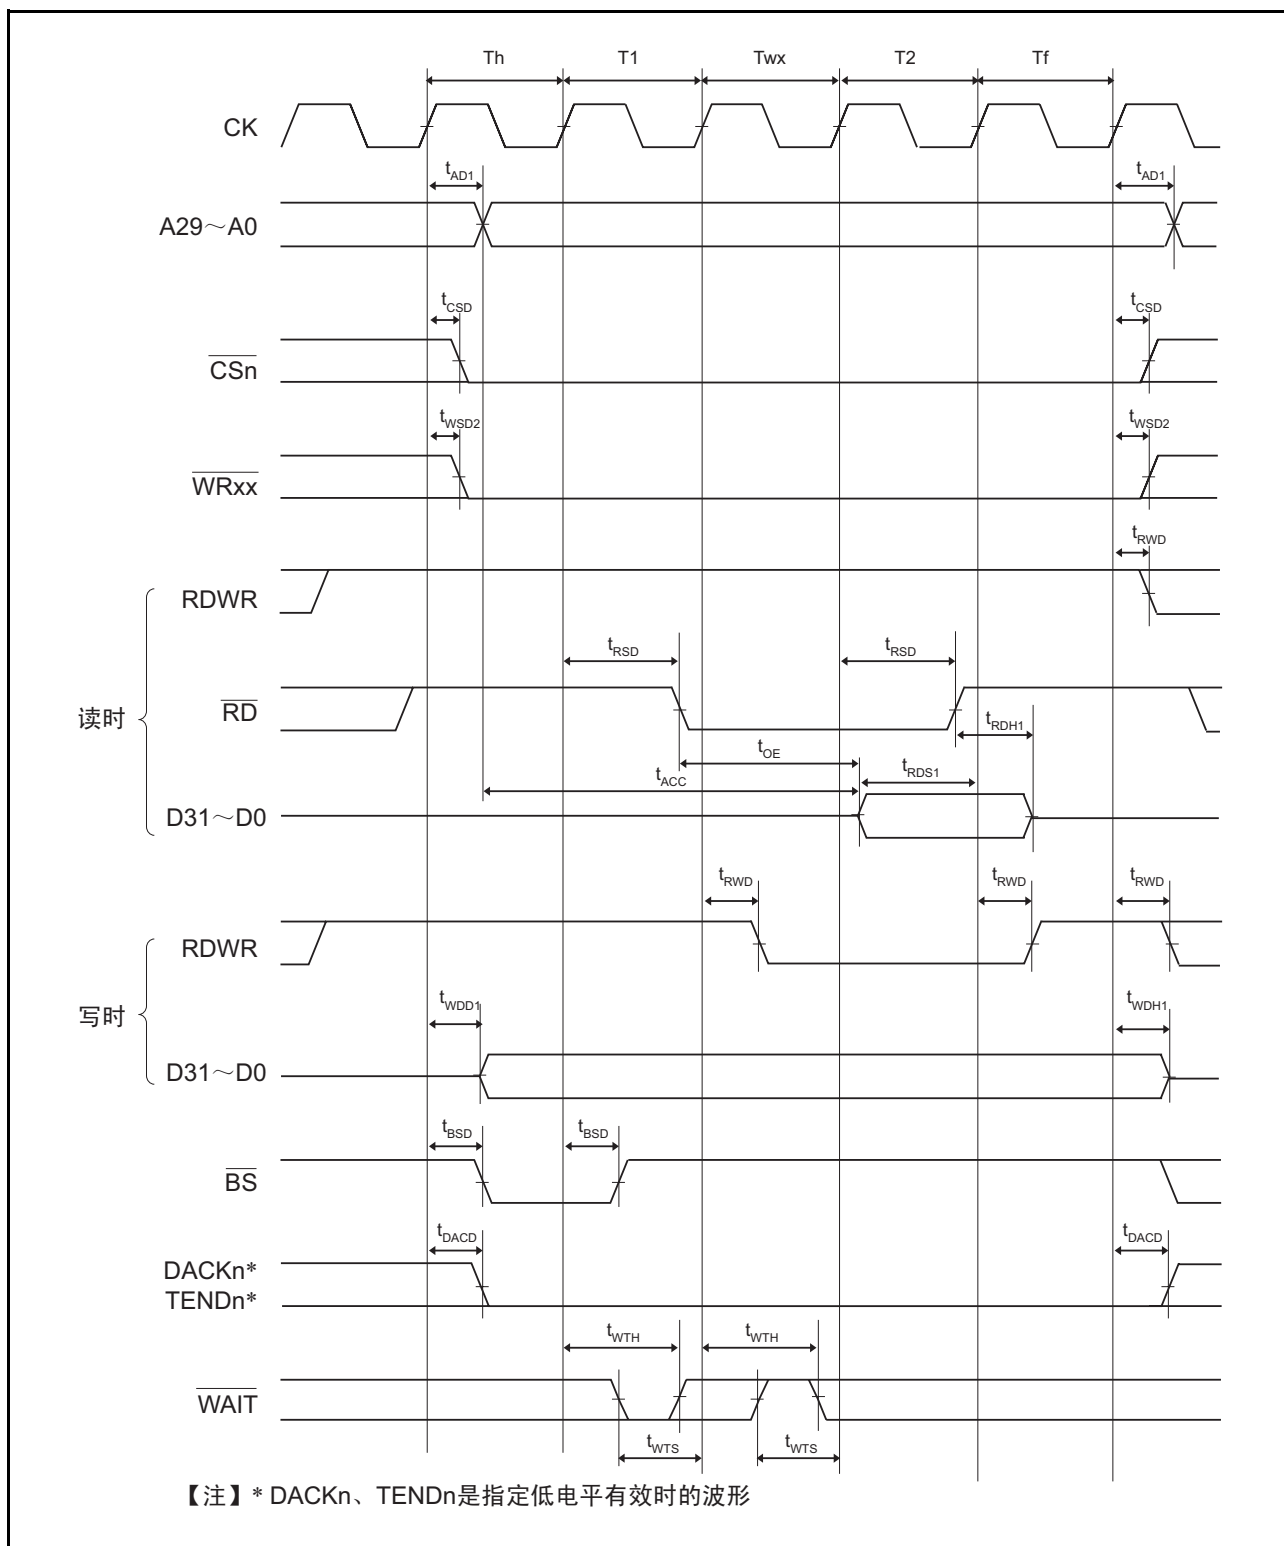 Th T1 Twx T2 Tf
CK
tAD1 tAD1
A29～A0
tCSD tCSD
CSn
tWSD2 tWSD2
WRxx
tRWD
RDWR
tRSD tRSD
读时
RD
tRDH1
tOE
tACC tRDS1
D31～D0
tRWD tRWD tRWD
RDWR
写时
tWDD1 tWDH1
D31～D0
tBSD tBSD
BS
tDACD tDACD
DACKn*
TENDn*
tWTH tWTH
WAIT
tWTS tWTS
【注】* DACKn、TENDn是指定低电平有效时的波形